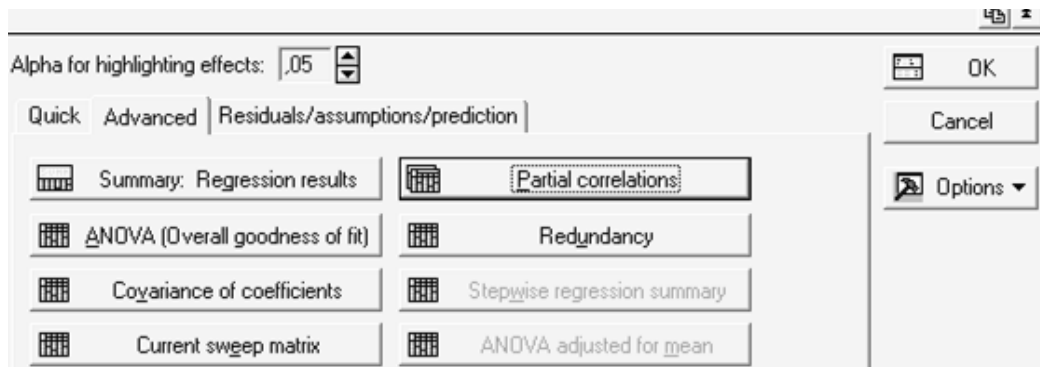 Alpha for highlighting effects: ,05
OK
Quick Advanced Residuals/assumptions/prediction
Cancel
Summary: Regression results
Partial correlations
Options
ANOVA (Overall goodness of fit)
Redundancy
Covariance of coefficients
Stepwise regression summary
Current sweep matrix
ANOVA adjusted for mean